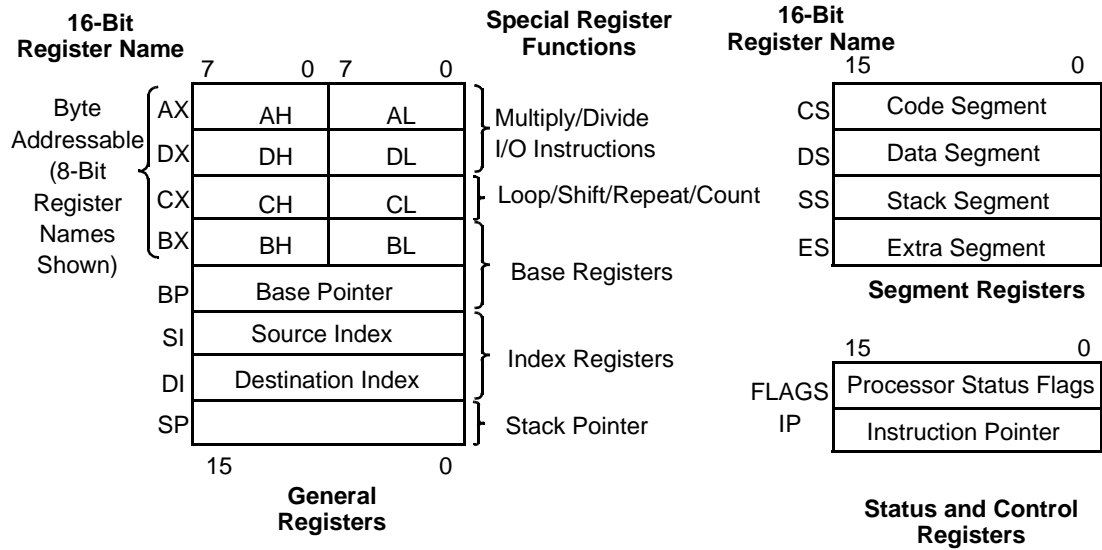 16-Bit
Register Name
Special Register
Functions
16-Bit
Register Name
7 0 7 0
15 0
Byte
Addressable
(8-Bit
Register
Names
Shown)
AX AH AL
DX DH DL
CX CH CL
BX BH BL
BP Base Pointer
SI Source Index
DI Destination Index
SP
15 0
General
Registers
Multiply/Divide
I/O Instructions
Loop/Shift/Repeat/Count
Base Registers
Index Registers
Stack Pointer
CS Code Segment
DS Data Segment
SS Stack Segment
ES Extra Segment
Segment Registers
15 0
FLAGS Processor Status Flags
IP Instruction Pointer
Status and Control
Registers